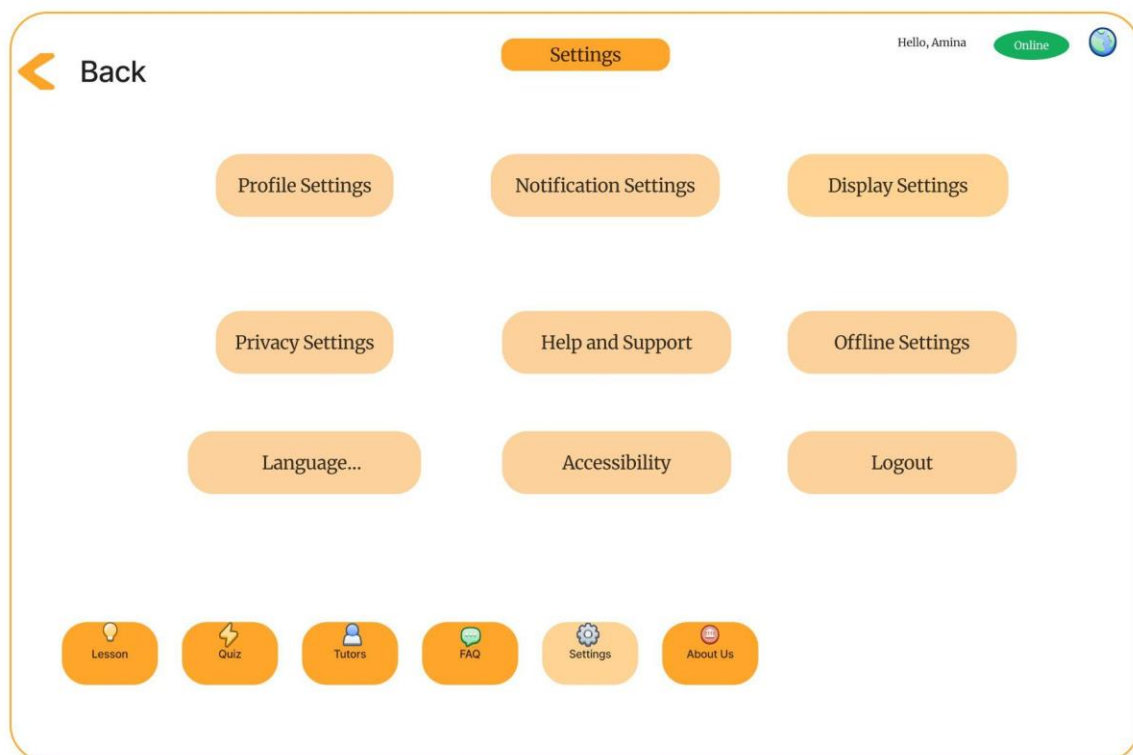 Back
Settings
Hello, Amina
Online
Profile Settings
Notification Settings
Display Settings
Privacy Settings
Help and Support
Offline Settings
Language...
Accessibility
Logout
Lesson
Quiz
Tutors
FAQ
Settings
About Us